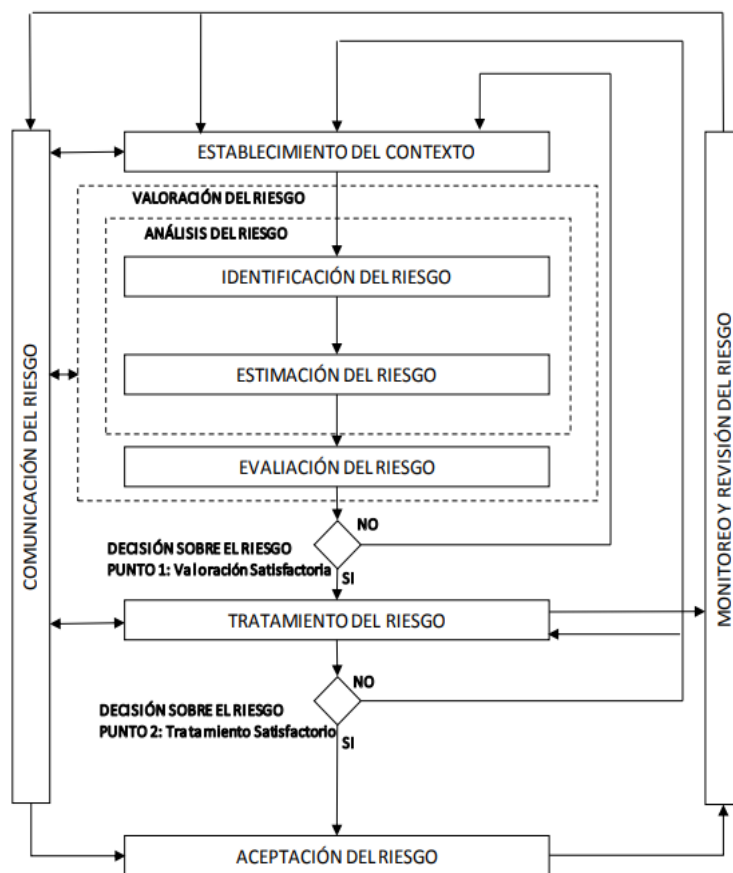 ESTABLECIMIENTO DEL CONTEXTO
VALORACIÓN DEL RIESGO
ANÁLISIS DEL RIESGO
IDENTIFICACIÓN DEL RIESGO
ESTIMACIÓN DEL RIESGO
EVALIACIÓN DEL RIESGO
NO
DECISIÓN SOBRE EL RIESGO
PUNTO 1: Valoración Satisfactoria
SI
TRATAMIENTO DEL RIESGO
NO
DECISIÓN SOBRE EL RIESGO
PUNTO 2: Tratamiento Satisfactorio
SI
ACEPTACIÓN DEL RIESGO
COMUNICACIÓN DEL RIESGO
MONITOREO Y REVISIÓN DEL RIESGO